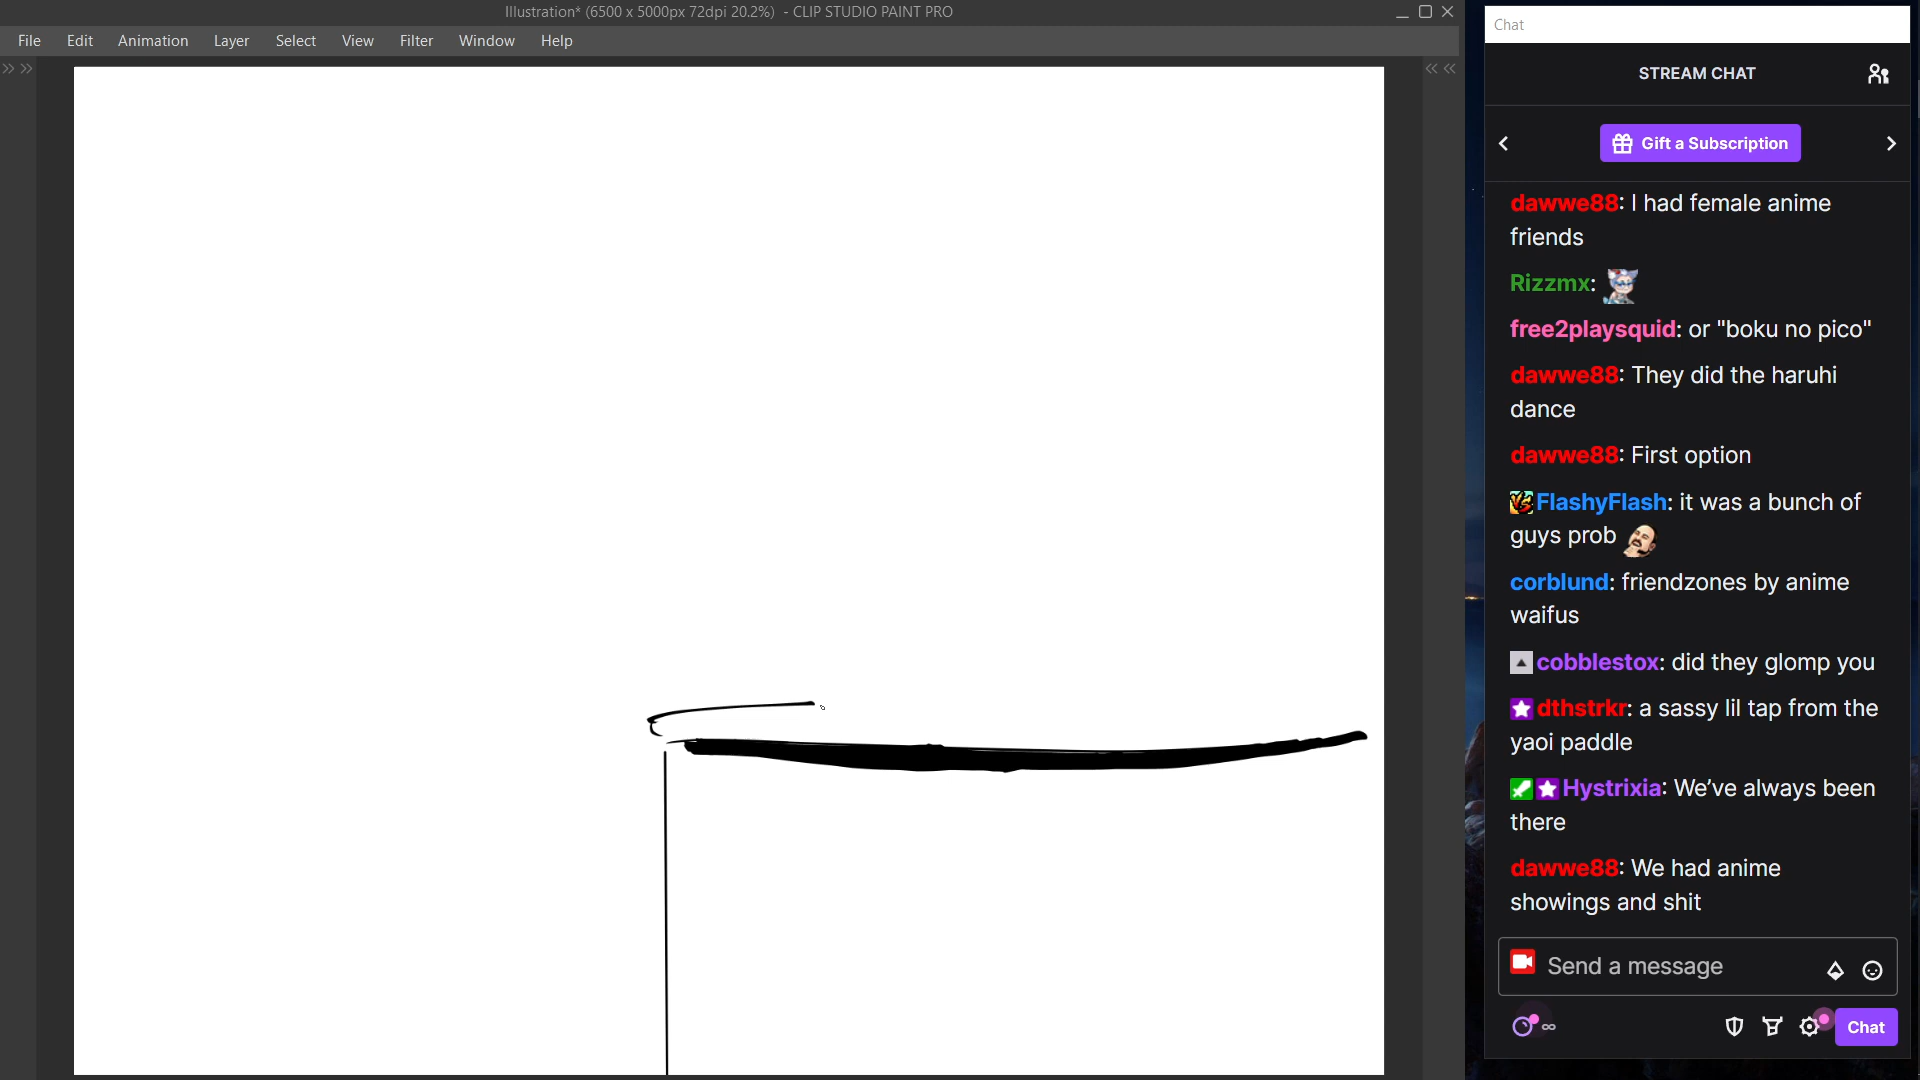 Illustration* (6500 x 5000px 72dpi 20.2%)  - CLIP STUDIO PAINT PRO
File Edit Animation Layer Select View Filter Window Help
Chat
STREAM CHAT
Gift a Subscription
dawwe88: I had female anime
friends
Rizzmx:
free2playsquid: or "boku no pico"
dawwe88: They did the haruhi
dance
dawwe88: First option
FlashyFlash: it was a bunch of
guys prob
corblund: friendzones by anime
waifus
cobblestox: did they glomp you
dthstrkr: a sassy lil tap from the
yaoi paddle
Hystrixia: We've always been
there
dawwe88: We had anime
showings and shit
Send a message
∞
Chat